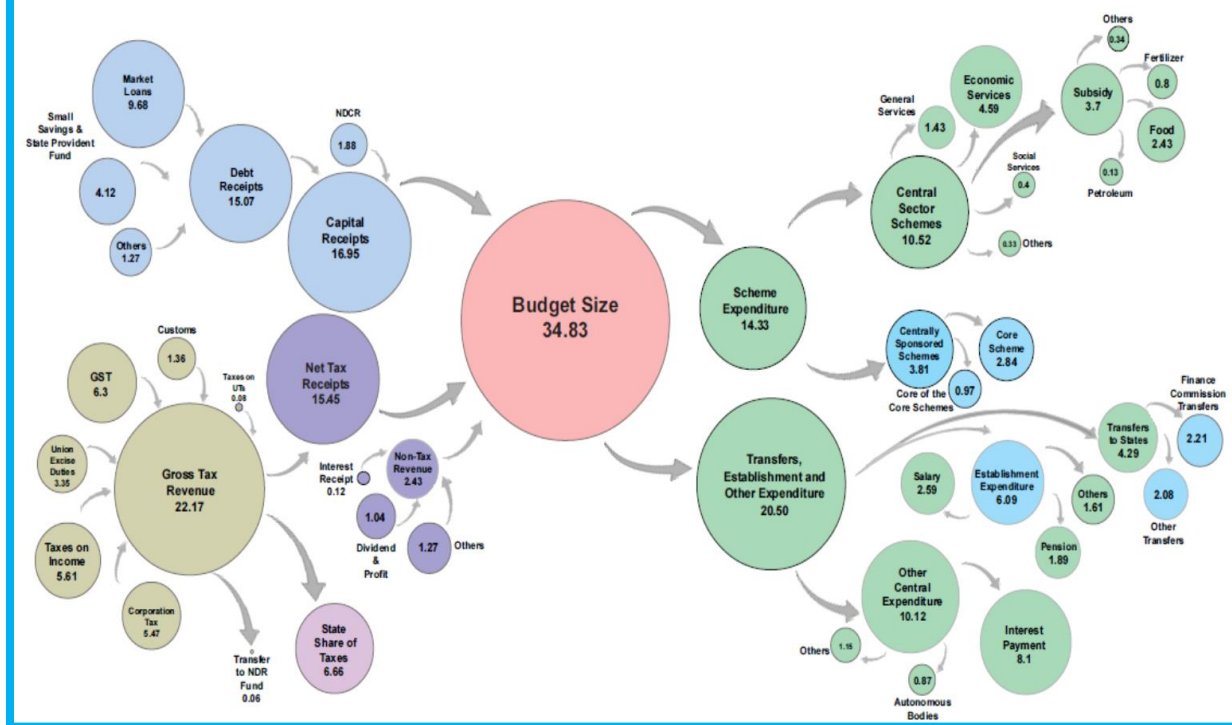 Market
Loans
9.68
Small
Savings &
State Provident
Fund
4.12
Others
1.27
Debt
Receipts
15.07
NDCR
1.88
Capital
Receipts
16.95
Customs
1.36
GST
6.3
Taxes on
UTs
0.08
Union
Excise
Duties
3.35
Gross Tax
Revenue
22.17
Taxes on
Income
5.61
Corporation
Tax
5.47
Transfer
to NDR
Fund
0.06
State
Share of
Taxes
6.66
Net Tax
Receipts
15.45
Interest
Receipt
0.12
Non-Tax
Revenue
2.43
1.04
Dividend
&
Profit
1.27
Others
Budget Size
34.83
Scheme
Expenditure
14.33
General
Services
1.43
Economic
Services
4.59
Central
Sector
Schemes
10.52
Social
Services
0.4
0.33
Others
Subsidy
3.7
Others
0.34
Fertilizer
0.8
Food
2.43
0.13
Petroleum
Centrally
Sponsored
Schemes
3.81
Core
Scheme
2.84
0.97
Core of the
Core Schemes
Transfers,
Establishment and
Other Expenditure
20.50
Transfers
to States
4.29
Finance
Commission
Transfers
2.21
2.08
Other
Transfers
Establishment
Expenditure
6.09
Salary
2.59
Others
1.61
Pension
1.89
Other
Central
Expenditure
10.12
Others
1.15
0.87
Autonomous
Bodies
Interest
Payment
8.1